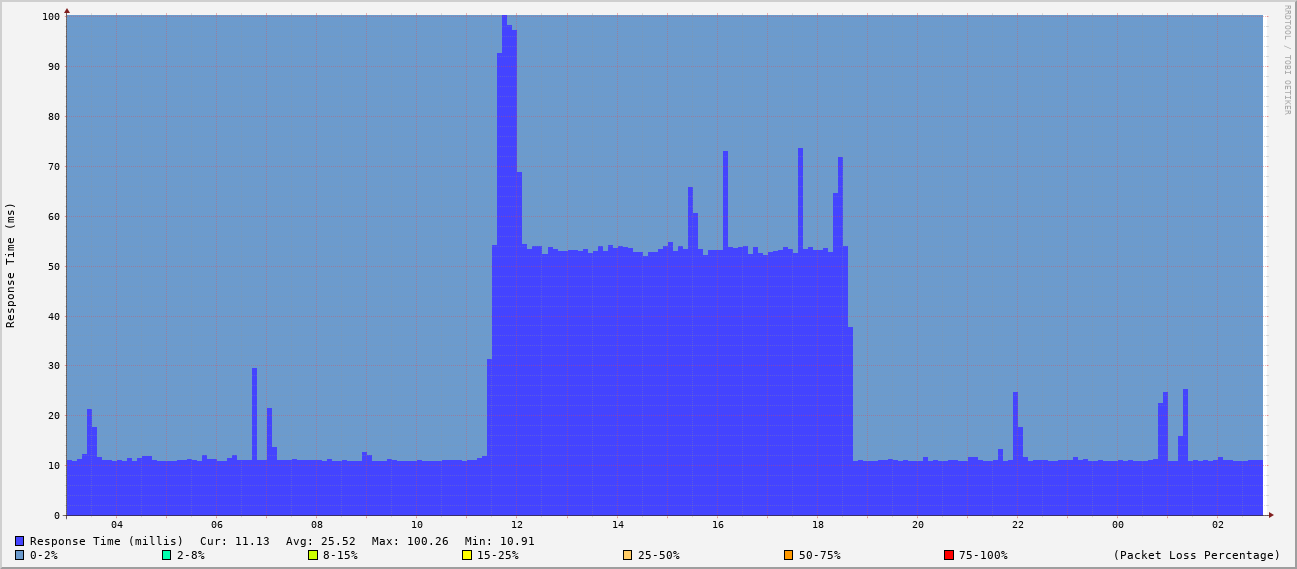 RRDTOOL / TOBI OETIKER
Response Time (ms)
100
90
80
70
60
50
40
30
20
10
0
04 06 08 10 12 14 16 18 20 22 00 02
Response Time (millis) Cur: 11.13 Avg: 25.52 Max: 100.26 Min: 10.91
0-2% 2-8% 8-15% 15-25% 25-50% 50-75% 75-100% (Packet Loss Percentage)